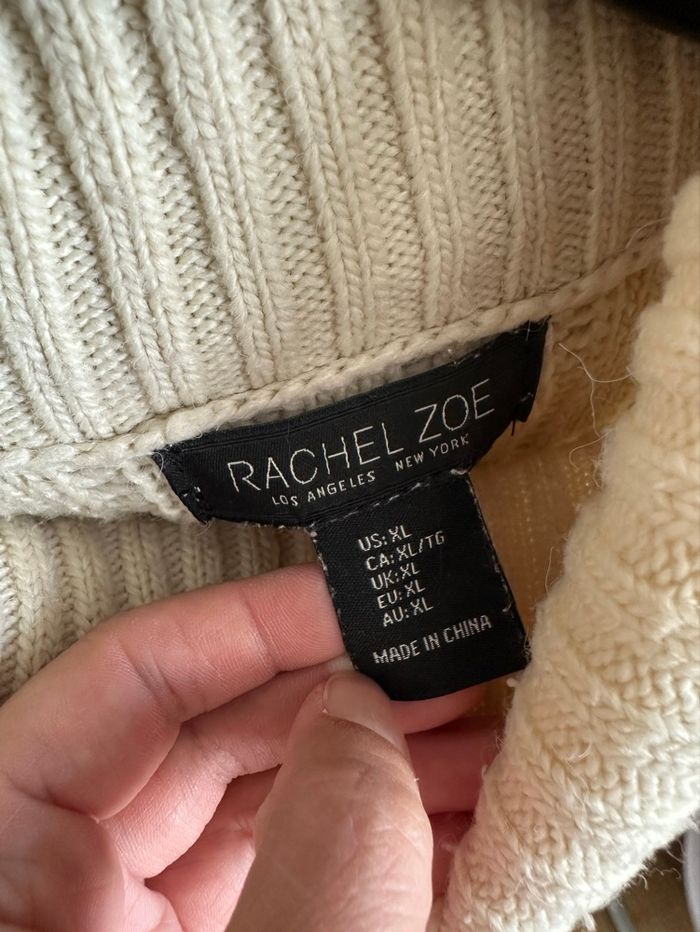 RACHEL ZOE
LOS ANGELES NEW YORK
US: XL
CA: XL/TG
UK: XL
EU: XL
AU: XL
MADE IN CHINA